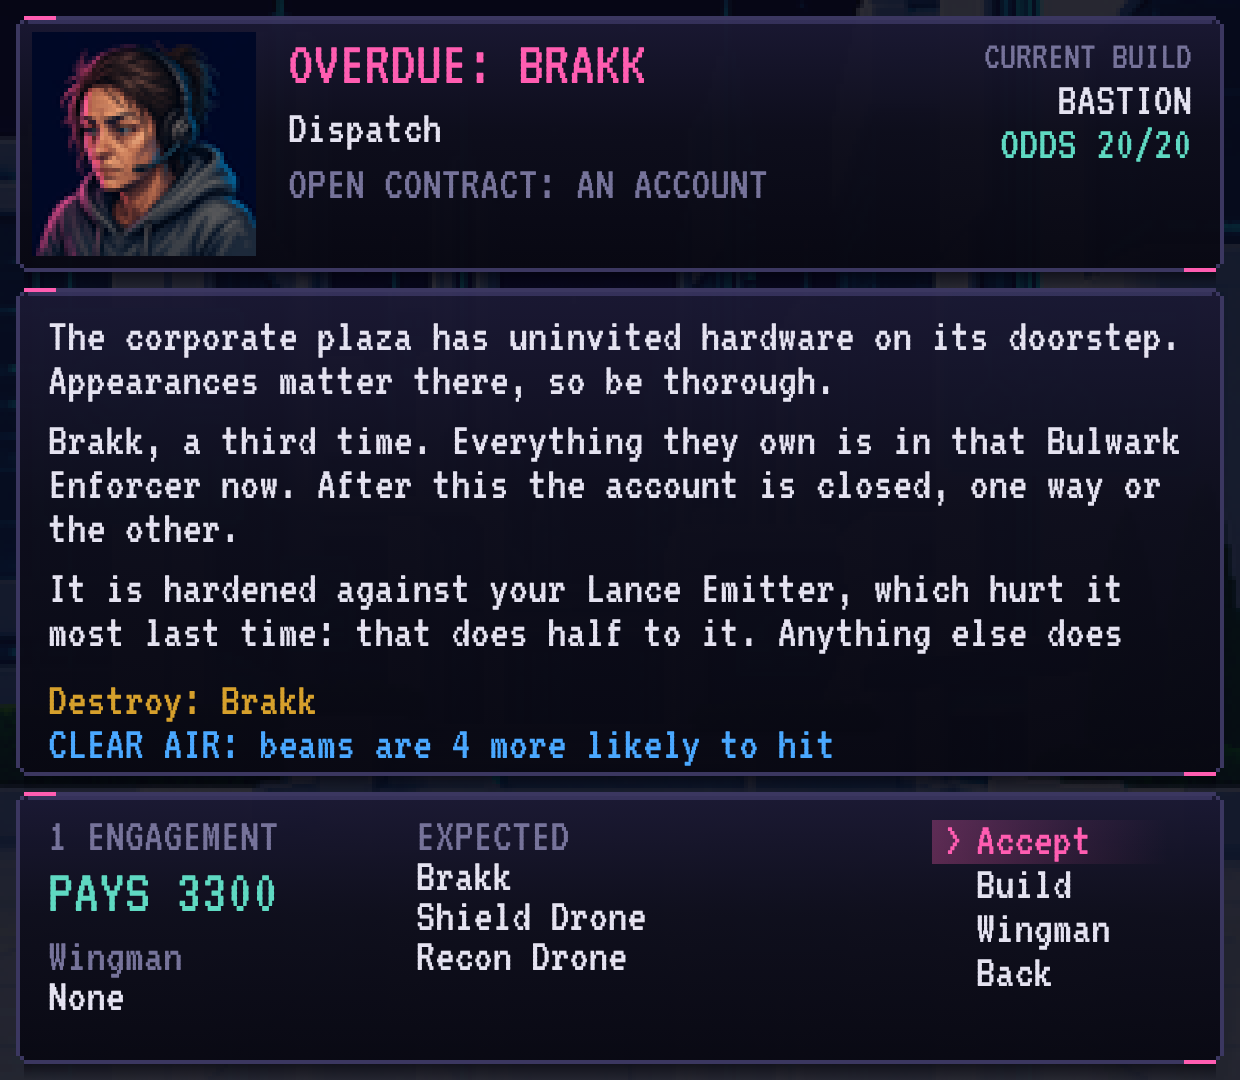 OVERDUE: BRAKK
Dispatch
OPEN CONTRACT: AN ACCOUNT
CURRENT BUILD
BASTION
ODDS 20/20
The corporate plaza has uninvited hardware on its doorstep.
Appearances matter there, so be thorough.
Brakk, a third time. Everything they own is in that Bulwark
Enforcer now. After this the account is closed, one way or
the other.
It is hardened against your Lance Emitter, which hurt it
most last time: that does half to it. Anything else does
Destroy: Brakk
CLEAR AIR: beams are 4 more likely to hit
1 ENGAGEMENT
PAYS 3300
Wingman
None
EXPECTED
Brakk
Shield Drone
Recon Drone
> Accept
Build
Wingman
Back